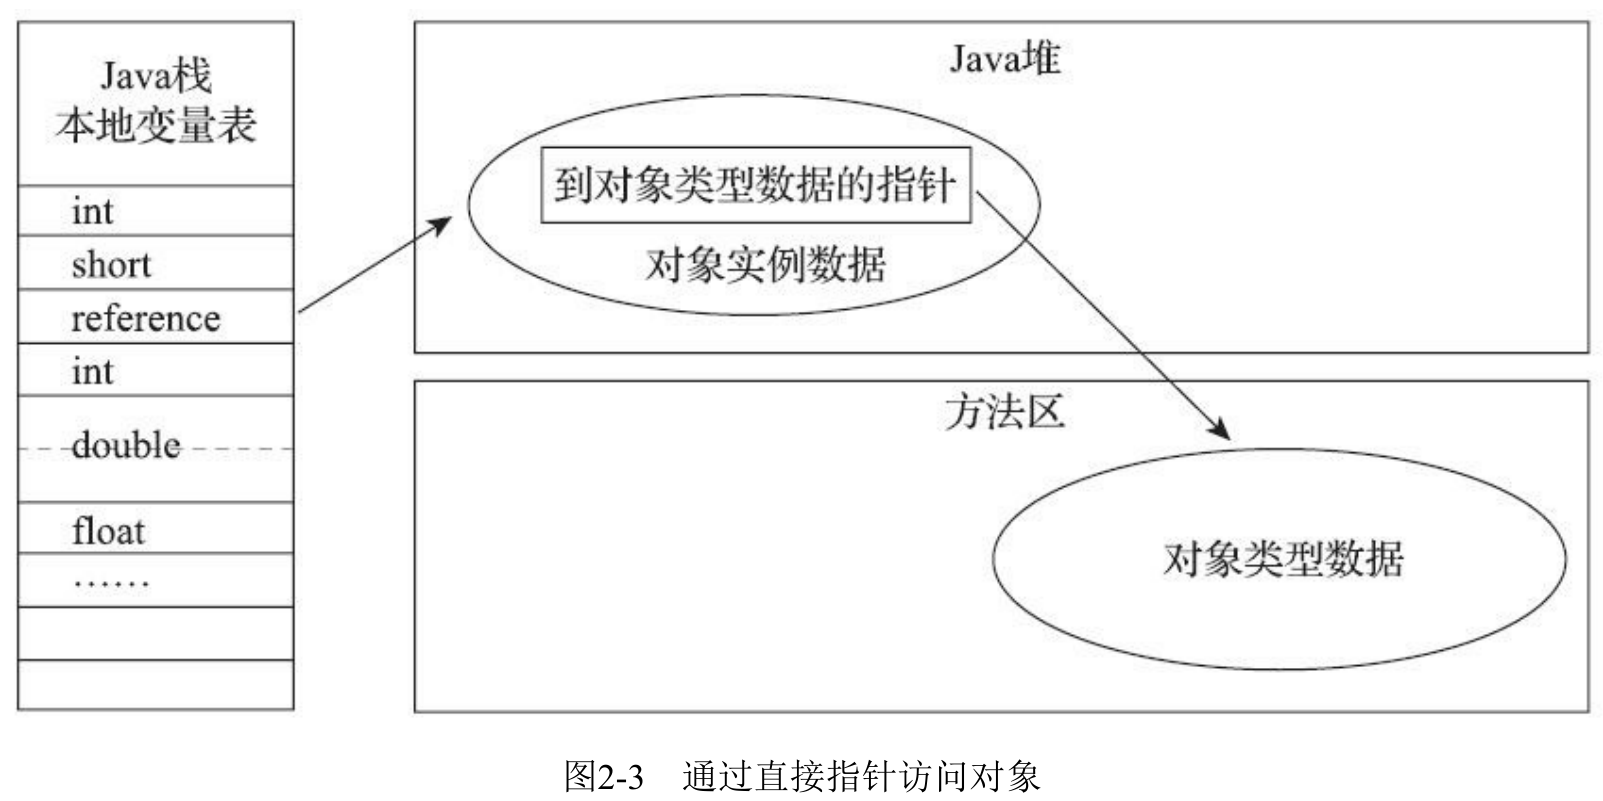 Java栈
本地变量表
int
short
reference
int
double
float
……
Java堆
到对象类型数据的指针
对象实例数据
方法区
对象类型数据
图2-3 通过直接指针访问对象